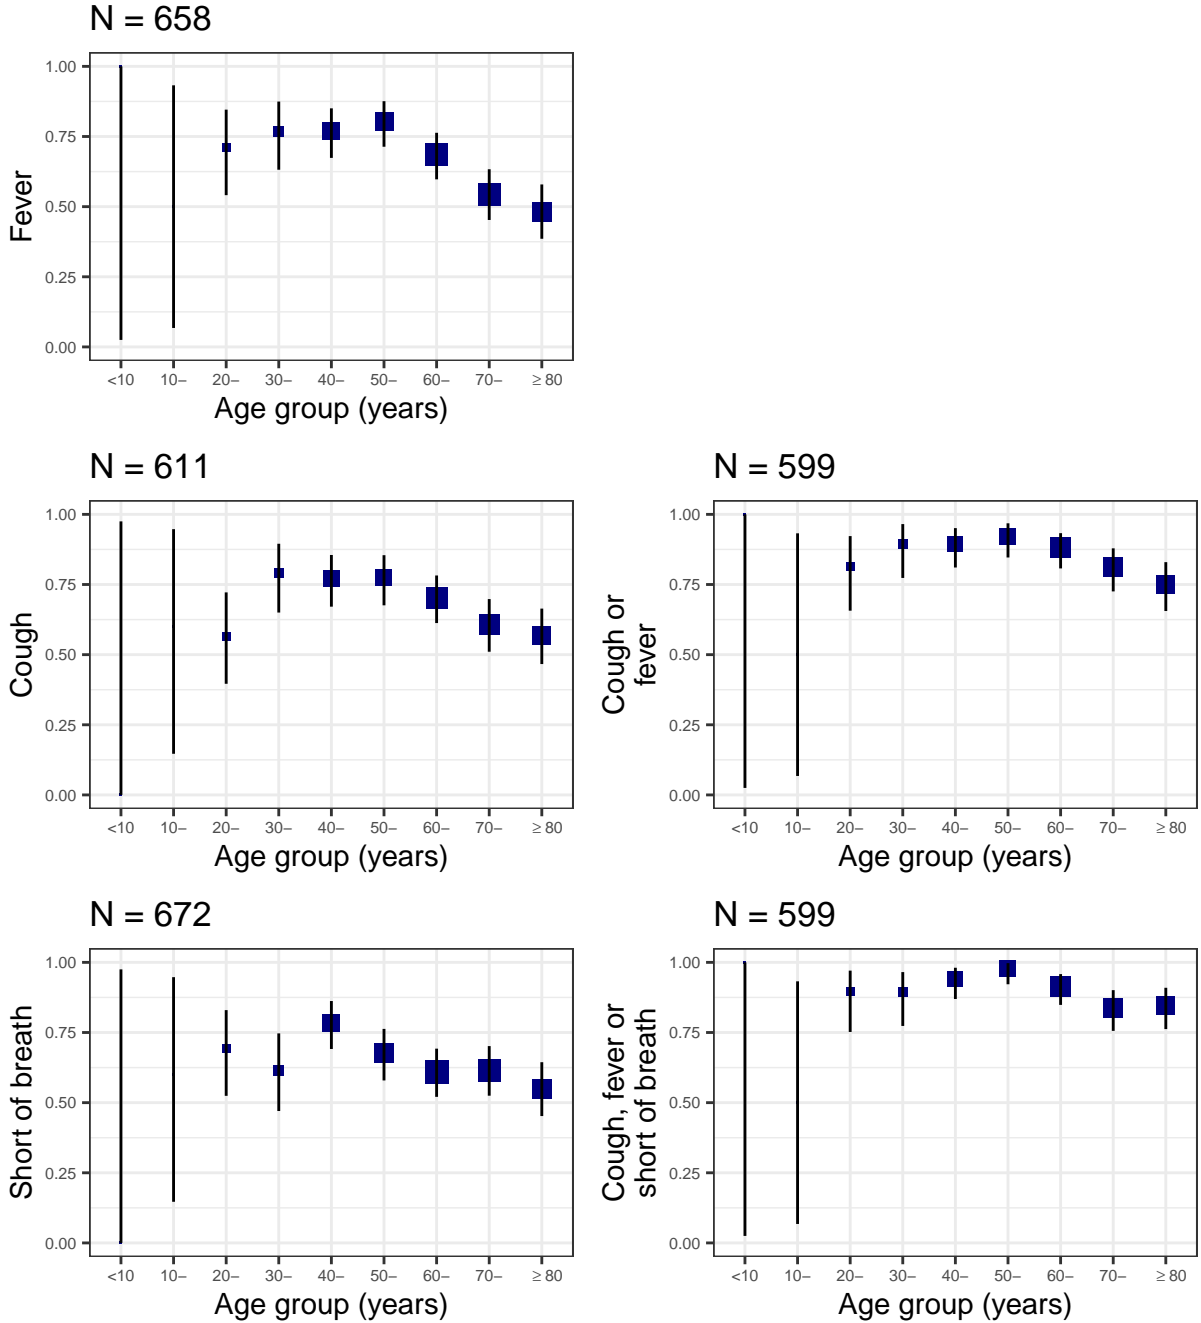 N = 658
Fever
1.00
0.75
0.50
0.25
0.00
<10 10– 20– 30– 40– 50– 60– 70– ≥ 80
Age group (years)
N = 611
Cough
1.00
0.75
0.50
0.25
0.00
<10 10– 20– 30– 40– 50– 60– 70– ≥ 80
Age group (years)
N = 599
Cough or
fever
1.00
0.75
0.50
0.25
0.00
<10 10– 20– 30– 40– 50– 60– 70– ≥ 80
Age group (years)
N = 672
Short of breath
1.00
0.75
0.50
0.25
0.00
<10 10– 20– 30– 40– 50– 60– 70– ≥ 80
Age group (years)
N = 599
Cough, fever or
short of breath
1.00
0.75
0.50
0.25
0.00
<10 10– 20– 30– 40– 50– 60– 70– ≥ 80
Age group (years)